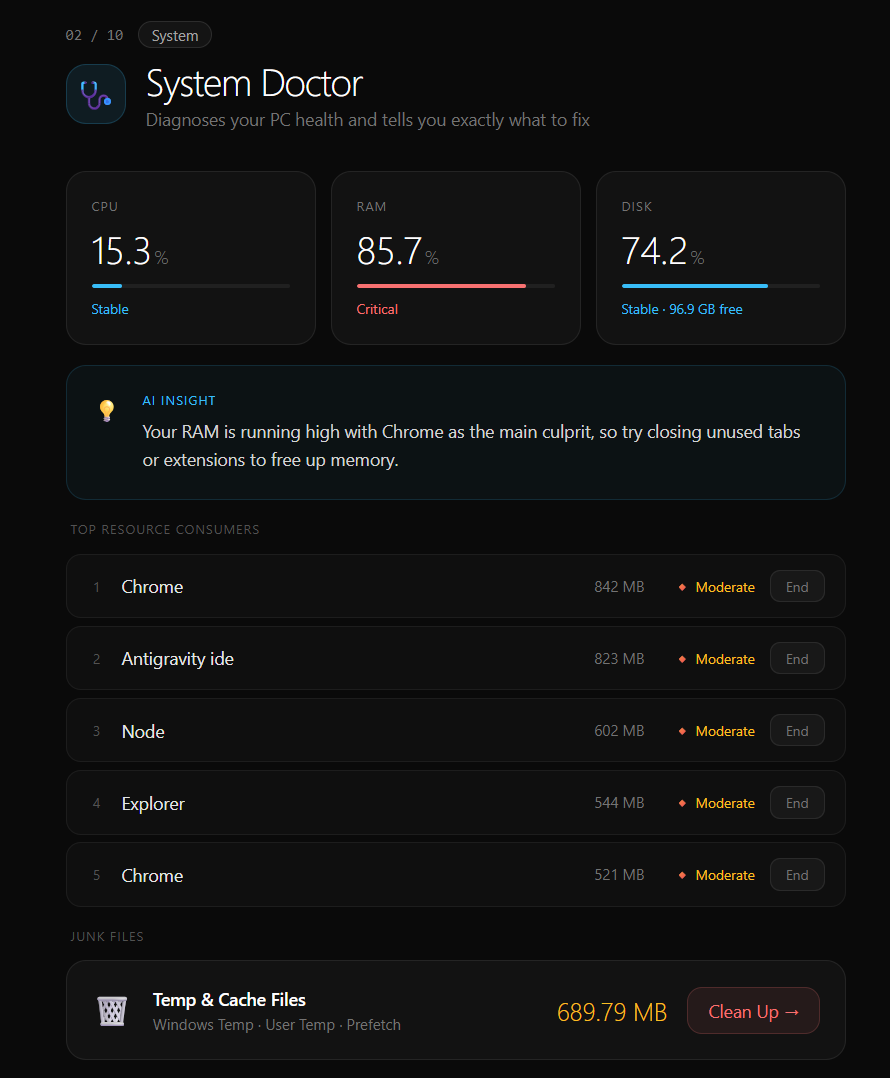 02 / 10 System
System Doctor
Diagnoses your PC health and tells you exactly what to fix
CPU
15.3%
Stable
RAM
85.7%
Critical
DISK
74.2%
Stable · 96.9 GB free
AI INSIGHT
Your RAM is running high with Chrome as the main culprit, so try closing unused tabs
or extensions to free up memory.
TOP RESOURCE CONSUMERS
1 Chrome 842 MB Moderate End
2 Antigravity ide 823 MB Moderate End
3 Node 602 MB Moderate End
4 Explorer 544 MB Moderate End
5 Chrome 521 MB Moderate End
JUNK FILES
Temp & Cache Files
Windows Temp · User Temp · Prefetch
689.79 MB
Clean Up →